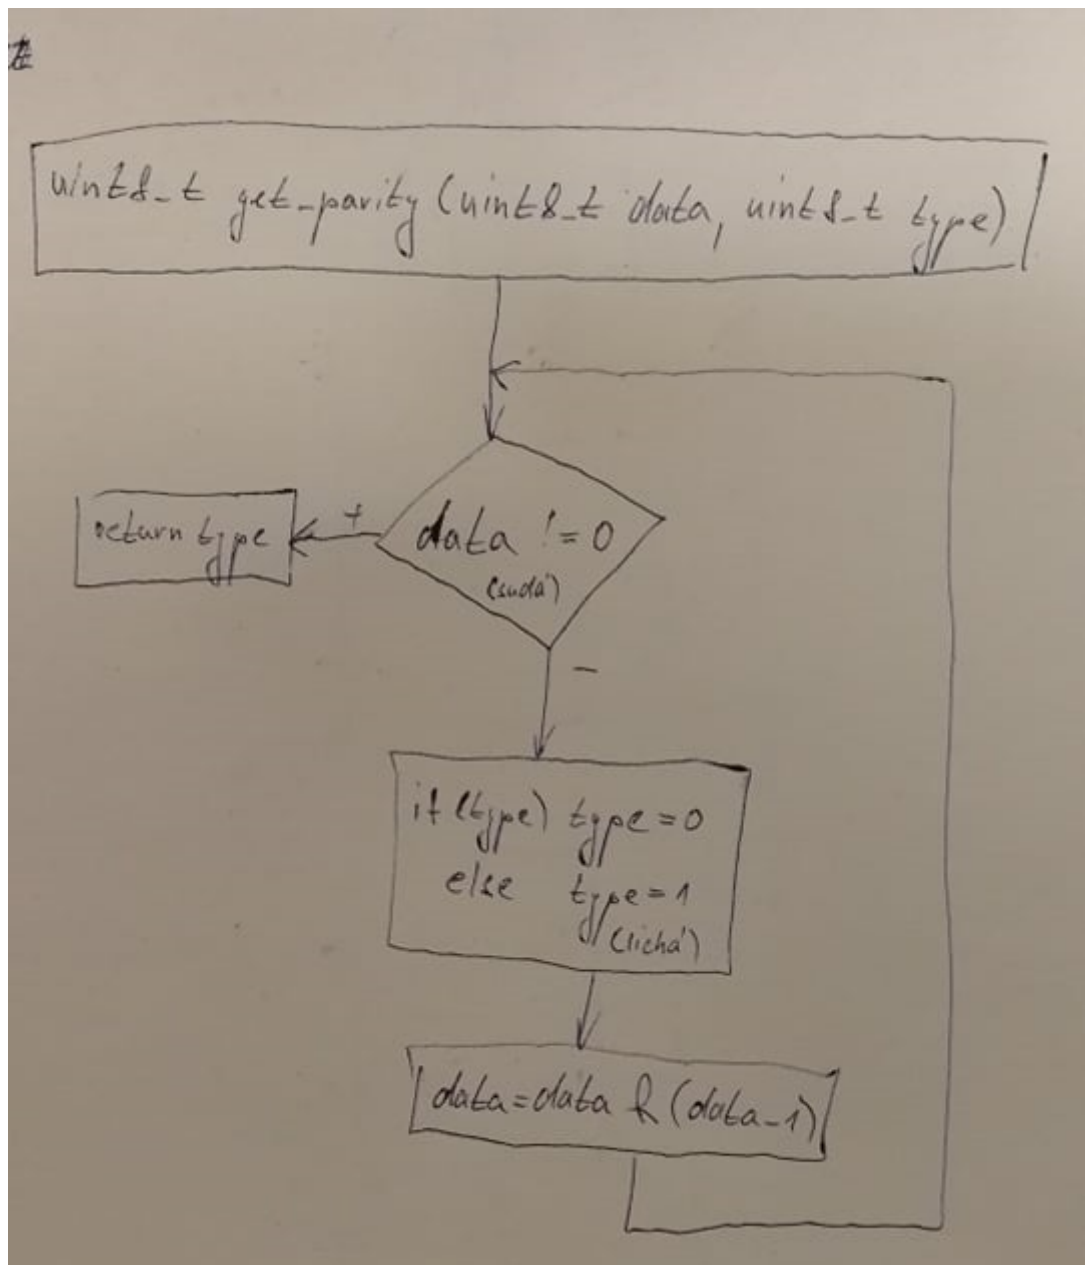 uint8_t get_parity (uint8_t data, uint8_t type)
return type
+
data != 0
(sudá)
-
if (type) type = 0
else type = 1
(lichá)
data = data & (data - 1)